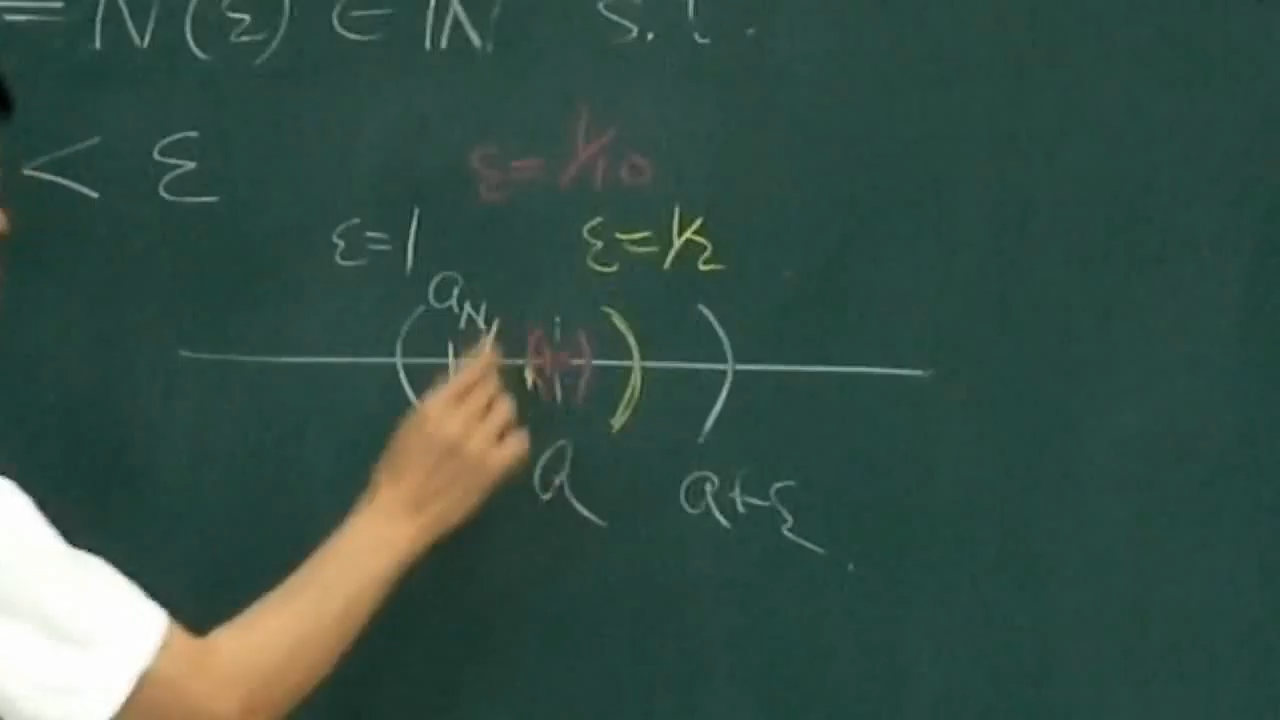 = N(ε) ∈ ℕ s.t.
< ε
ε=1/10
ε=1 ε=1/2
a_N
a a+ε